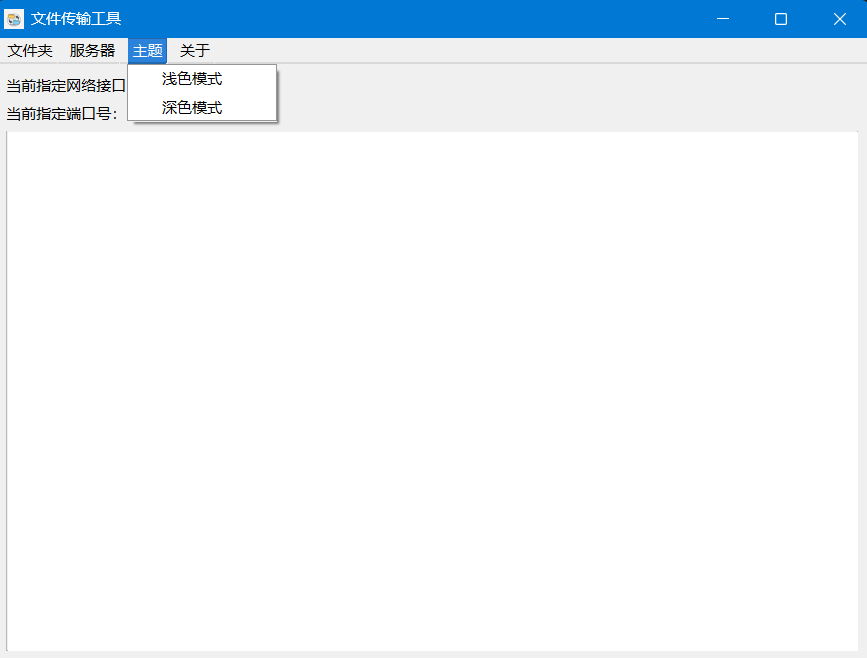 文件传输工具
文件夹 服务器 主题 关于
浅色模式
深色模式
当前指定网络接口
当前指定端口号：